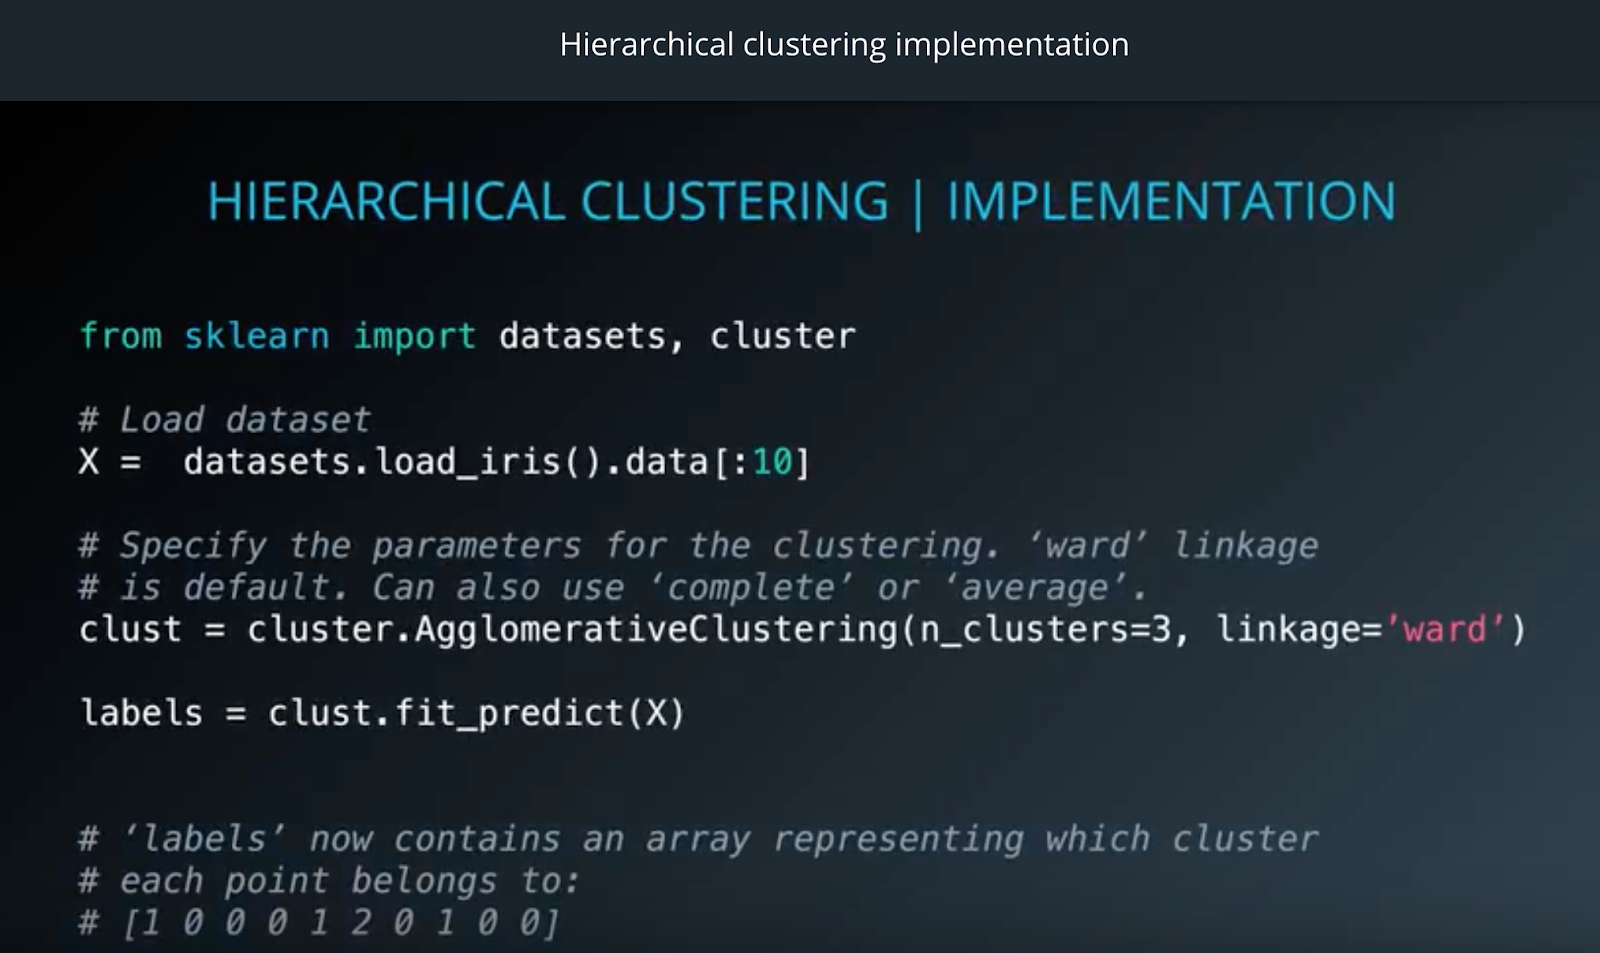 Hierarchical clustering implementation
HIERARCHICAL CLUSTERING | IMPLEMENTATION
from sklearn import datasets, cluster
# Load dataset
X =  datasets.load_iris().data[:10]
# Specify the parameters for the clustering. ‘ward’ linkage
# is default. Can also use ‘complete’ or ‘average’.
clust = cluster.AgglomerativeClustering(n_clusters=3, linkage=’ward’)
labels = clust.fit_predict(X)
# ‘labels’ now contains an array representing which cluster
# each point belongs to:
# [1 0 0 0 1 2 0 1 0 0]